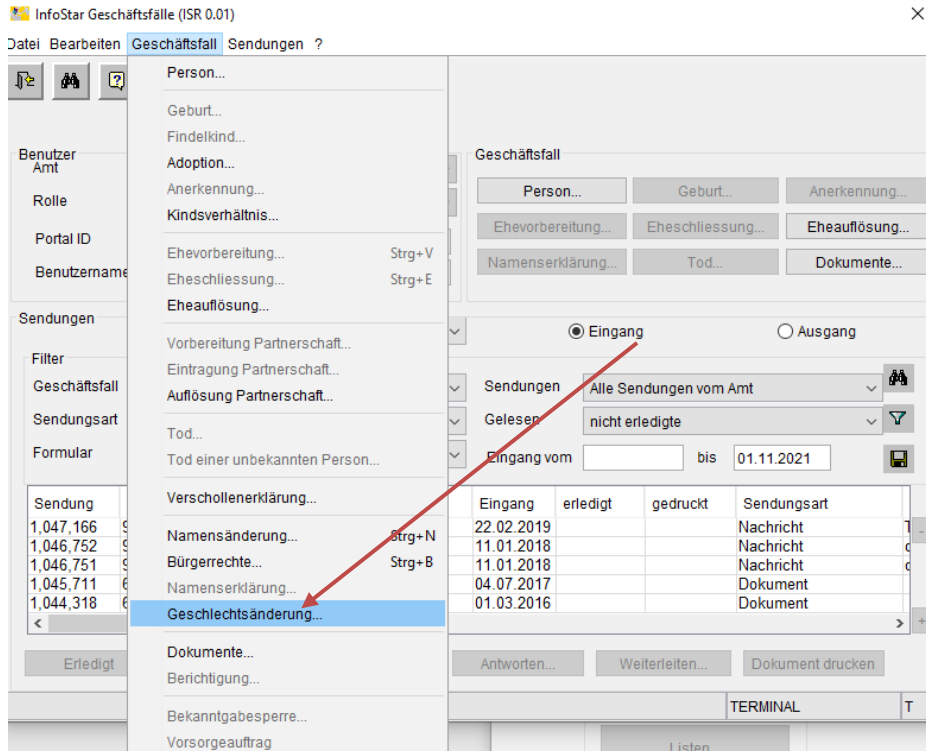 InfoStar Geschäftsfälle (ISR 0.01)
Datei Bearbeiten Geschäftsfall Sendungen ?
Person...
Geburt...
Findelkind...
Adoption...
Anerkennung...
Kindsverhältnis...
Ehevorbereitung... Strg+V
Eheschliessung... Strg+E
Eheauflösung...
Vorbereitung Partnerschaft...
Eintragung Partnerschaft...
Auflösung Partnerschaft...
Tod...
Tod einer unbekannten Person...
Verschollenerklärung...
Namensänderung... Strg+N
Bürgerrechte... Strg+B
Namenserklärung...
Geschlechtsänderung...
Dokumente...
Berichtigung...
Bekanntgabesperre...
Vorsorgeauftrag
Benutzer
Amt
Rolle
Portal ID
Benutzername
Geschäftsfall
Person... Geburt... Anerkennung...
Ehevorbereitung... Eheschliessung... Eheauflösung...
Namenserklärung... Tod... Dokumente...
Sendungen
Eingang Ausgang
Filter
Geschäftsfall Sendungen Alle Sendungen vom Amt
Sendungsart Gelesen nicht erledigte
Formular Eingang vom bis 01.11.2021
Sendung Eingang erledigt gedruckt Sendungsart
1,047,166 22.02.2019 Nachricht
1,046,752 11.01.2018 Nachricht
1,046,751 11.01.2018 Nachricht
1,045,711 04.07.2017 Dokument
1,044,318 01.03.2016 Dokument
Erledigt Antworten... Weiterleiten... Dokument drucken
TERMINAL T
Listen